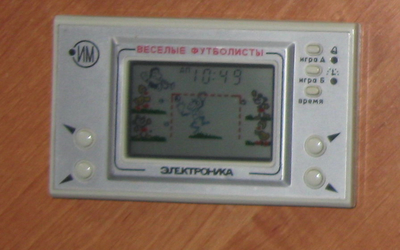 ИМ
ВЕСЕЛЫЕ ФУТБОЛИСТЫ
10:49
игра А
игра Б
время
ЭЛЕКТРОНИКА